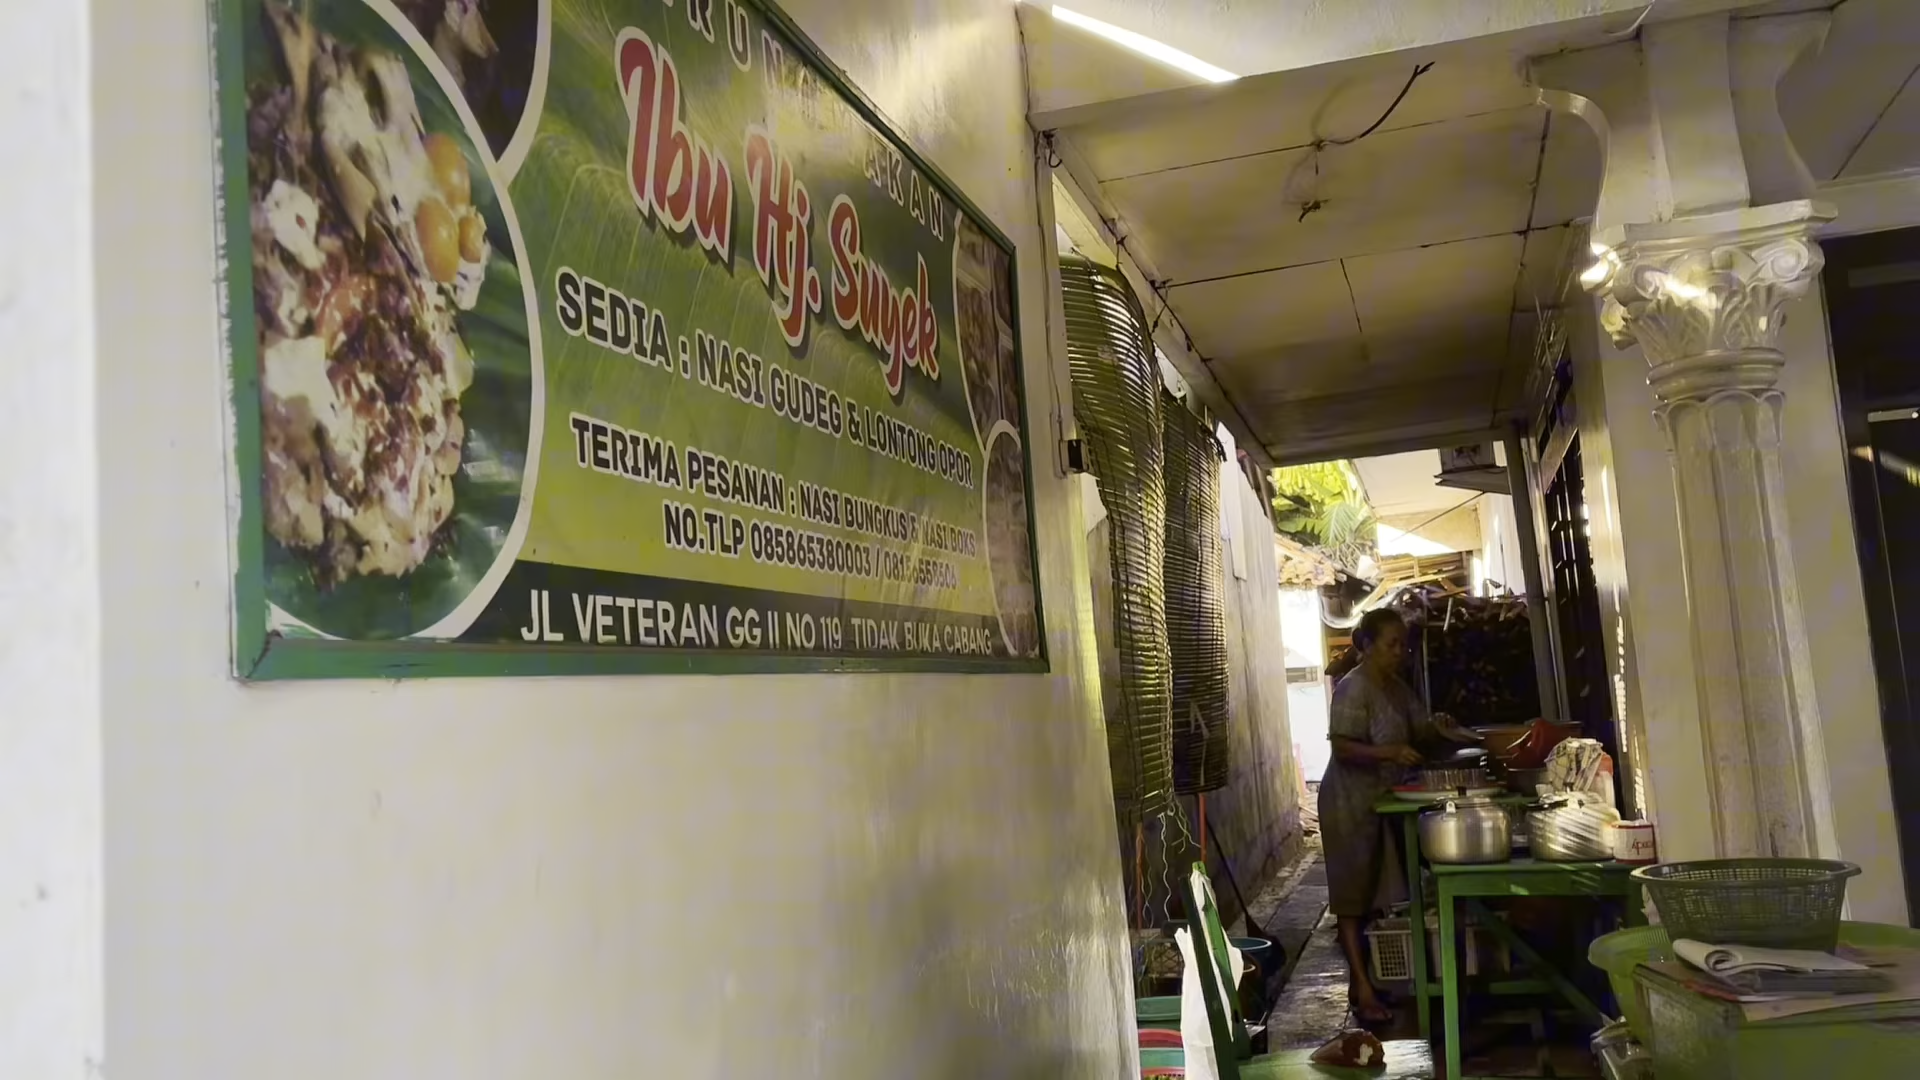 Ibu Hj. Suyek
SEDIA : NASI GUDEG & LONTONG OPOR
TERIMA PESANAN : NASI BUNGKUS & NASI BOKS
NO.TLP 085865380003 /
JL VETERAN GG II NO 119 TIDAK BUKA CABANG